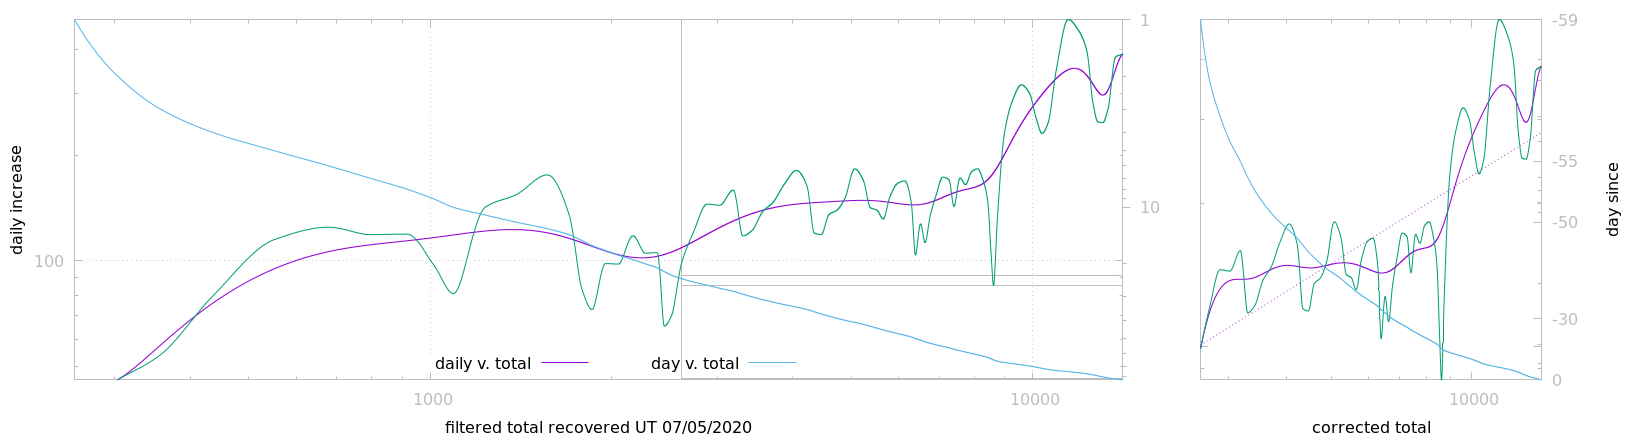 daily increase
100
1000
10000
1
10
daily v. total
day v. total
filtered total recovered UT 07/05/2020
10000
-59
-55
-50
-30
0
day since
corrected total